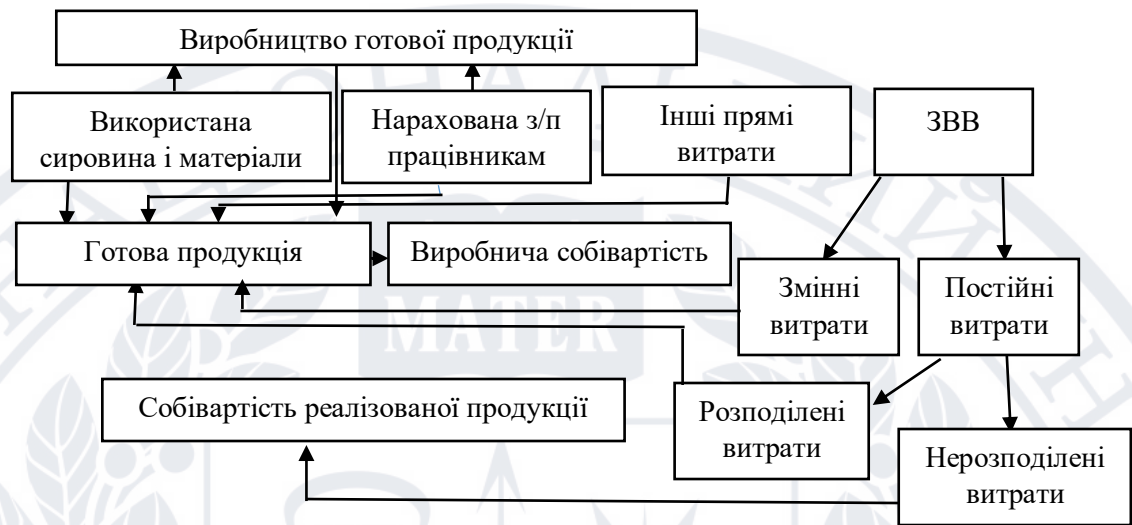 Виробництво готової продукції
Використана
сировина і матеріали
Нарахована з/п
працівникам
Інші прямі
витрати
ЗВВ
Готова продукція
Виробнича собівартість
Змінні
витрати
Постійні
витрати
MATER
Собівартість реалізованої продукції
Розподілені
витрати
Нерозподілені
витрати